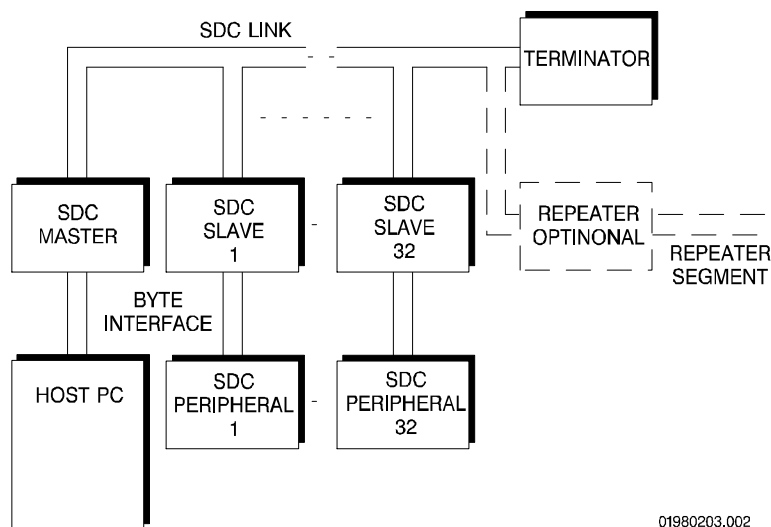 SDC LINK
TERMINATOR
SDC
MASTER
SDC
SLAVE
1
SDC
SLAVE
32
REPEATER
OPTINONAL
REPEATER
SEGMENT
BYTE
INTERFACE
HOST PC
SDC
PERIPHERAL
1
SDC
PERIPHERAL
32
01980203.002